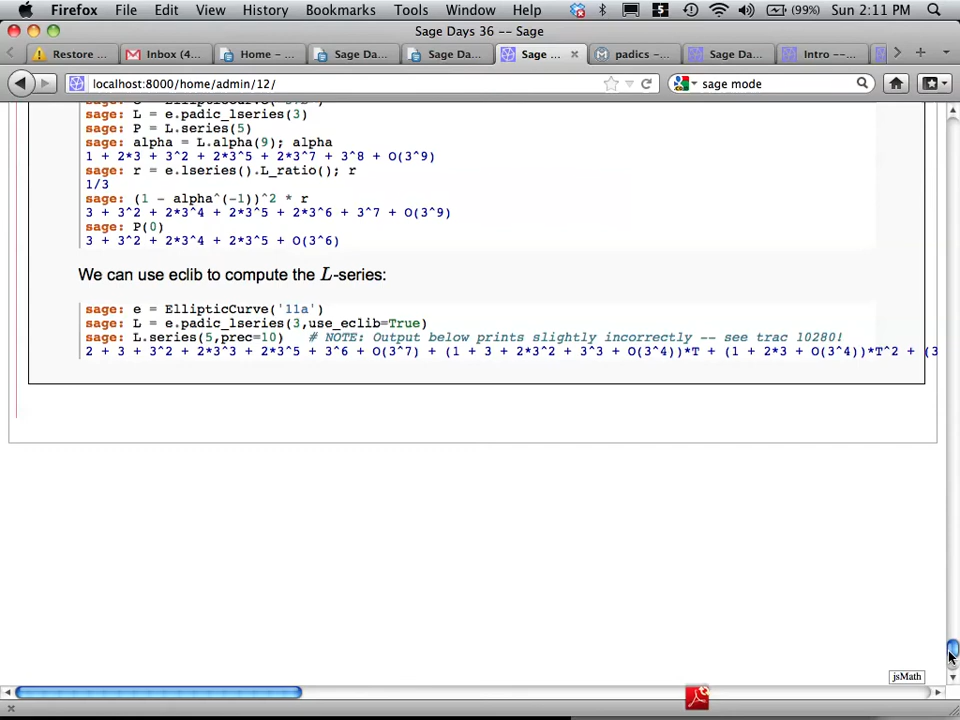 Firefox File Edit View History Bookmarks Tools Window Help (99%) Sun 2:11 PM
Sage Days 36 -- Sage
Restore ... Inbox (4... Home - ... Sage Da... Sage Da... Sage ... padics -... Sage Da... Intro --...
localhost:8000/home/admin/12/ sage mode
sage: L = e.padic_lseries(3)
sage: P = L.series(5)
sage: alpha = L.alpha(9); alpha
1 + 2*3 + 3^2 + 2*3^5 + 2*3^7 + 3^8 + O(3^9)
sage: r = e.lseries().L_ratio(); r
1/3
sage: (1 - alpha^(-1))^2 * r
3 + 3^2 + 2*3^4 + 2*3^5 + 2*3^6 + 3^7 + O(3^9)
sage: P(0)
3 + 3^2 + 2*3^4 + 2*3^5 + O(3^6)
We can use eclib to compute the L-series:
sage: e = EllipticCurve('11a')
sage: L = e.padic_lseries(3,use_eclib=True)
sage: L.series(5,prec=10) # NOTE: Output below prints slightly incorrectly -- see trac 10280!
2 + 3 + 3^2 + 2*3^3 + 2*3^5 + 3^6 + O(3^7) + (1 + 3 + 2*3^2 + 3^3 + O(3^4))*T + (1 + 2*3 + O(3^4))*T^2 + (3
jsMath